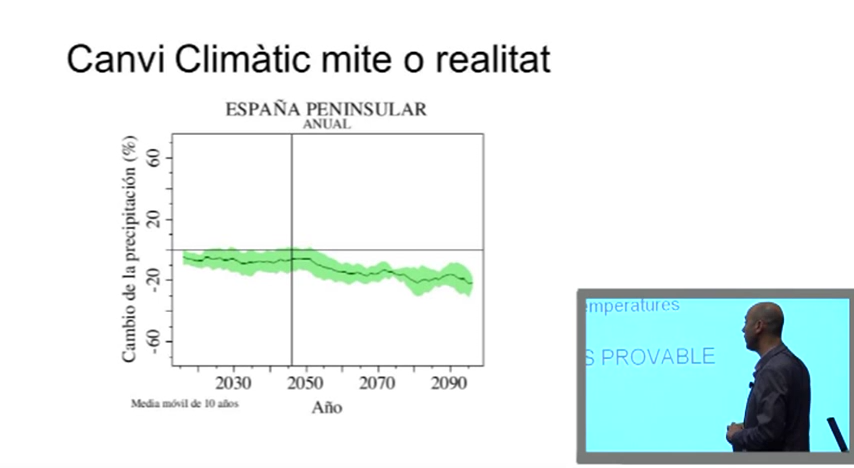 Canvi Climàtic mite o realitat
ESPAÑA PENINSULAR
ANUAL
Cambio de la precipitación (%)
60
20
-20
-60
2030 2050 2070 2090
Año
Media móvil de 10 años
emperatures
S PROVABLE